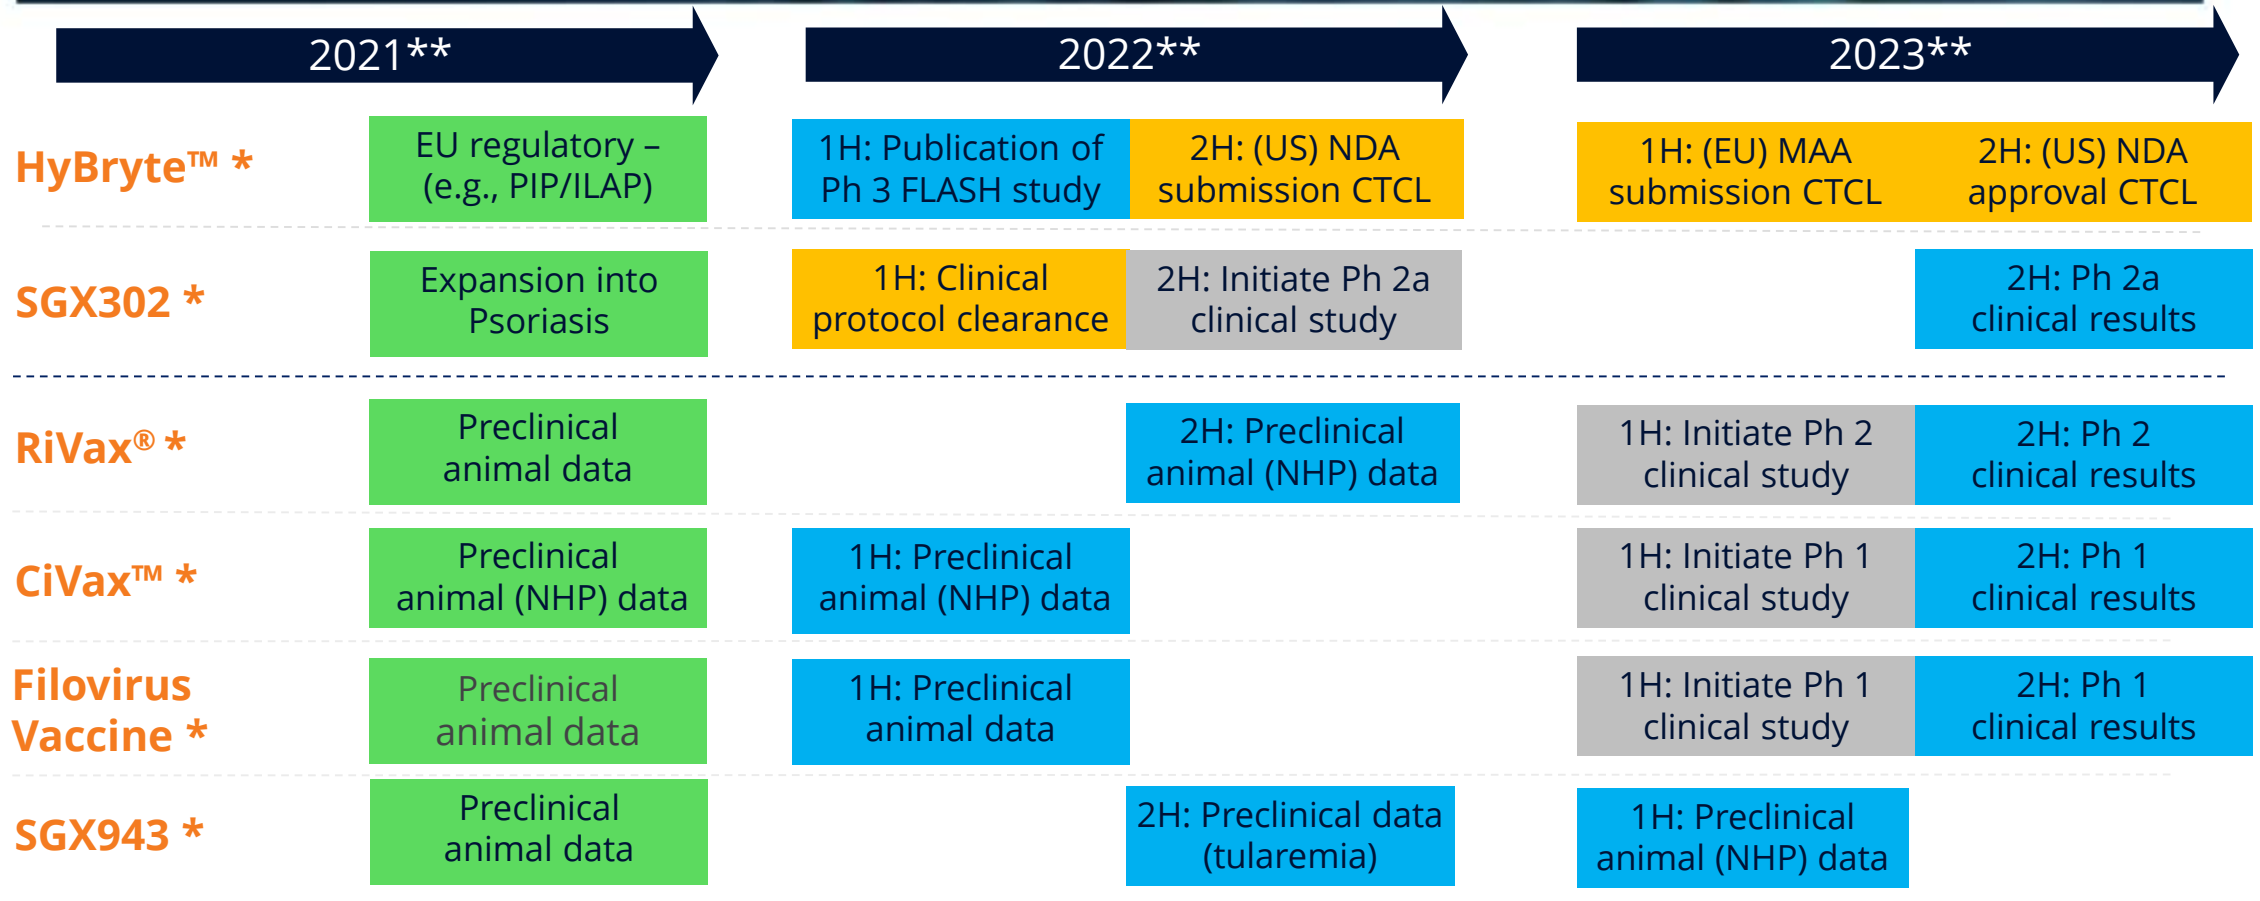 2021**
2022**
2023**
HyBryte™ *
EU regulatory –
(e.g., PIP/ILAP)
1H: Publication of
Ph 3 FLASH study
2H: (US) NDA
submission CTCL
1H: (EU) MAA
submission CTCL
2H: (US) NDA
approval CTCL
SGX302 *
Expansion into
Psoriasis
1H: Clinical
protocol clearance
2H: Initiate Ph 2a
clinical study
2H: Ph 2a
clinical results
RiVax® *
Preclinical
animal data
2H: Preclinical
animal (NHP) data
1H: Initiate Ph 2
clinical study
2H: Ph 2
clinical results
CiVax™ *
Preclinical
animal (NHP) data
1H: Preclinical
animal (NHP) data
1H: Initiate Ph 1
clinical study
2H: Ph 1
clinical results
Filovirus
Vaccine *
Preclinical
animal data
1H: Preclinical
animal data
1H: Initiate Ph 1
clinical study
2H: Ph 1
clinical results
SGX943 *
Preclinical
animal data
2H: Preclinical data
(tularemia)
1H: Preclinical
animal (NHP) data